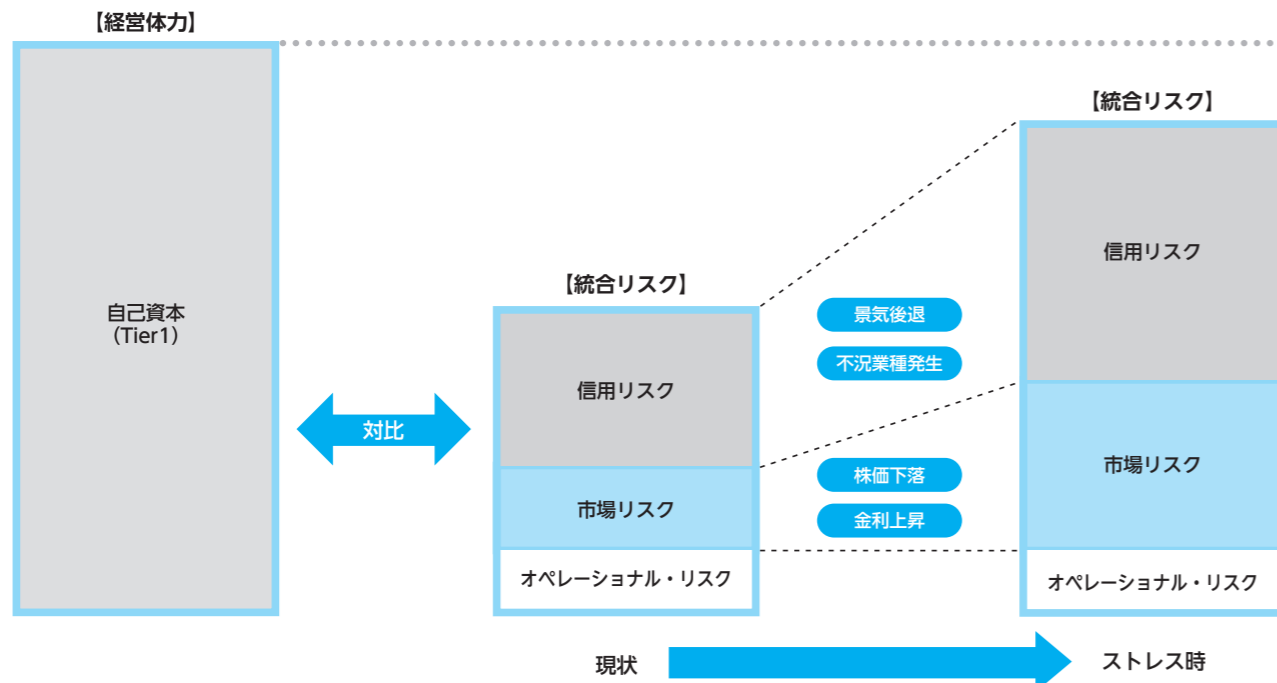 【経営体力】
自己資本
(Tier1)
対比
【統合リスク】
信用リスク
市場リスク
オペレーショナル・リスク
景気後退
不況業種発生
株価下落
金利上昇
【統合リスク】
信用リスク
市場リスク
オペレーショナル・リスク
現状
ストレス時